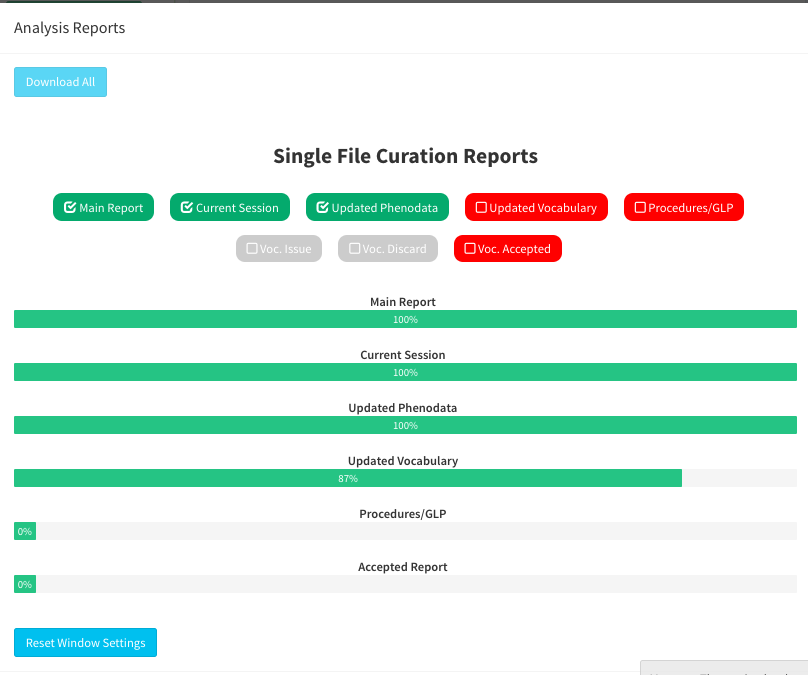 Analysis Reports
Download All
Single File Curation Reports
Main Report Current Session Updated Phenodata Updated Vocabulary Procedures/GLP
Voc. Issue Voc. Discard Voc. Accepted
Main Report
100%
Current Session
100%
Updated Phenodata
100%
Updated Vocabulary
87%
Procedures/GLP
0%
Accepted Report
0%
Reset Window Settings